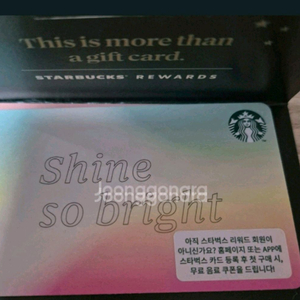 This is more than
a gift card.
STARBUCKS® REWARDS
Shine
Joonggonara
so bright
아직 스타벅스 리워드 회원이
아니신가요? 홈페이지 또는 APP에
스타벅스 카드 등록 후 첫 구매 시,
무료 음료 쿠폰을 드립니다!